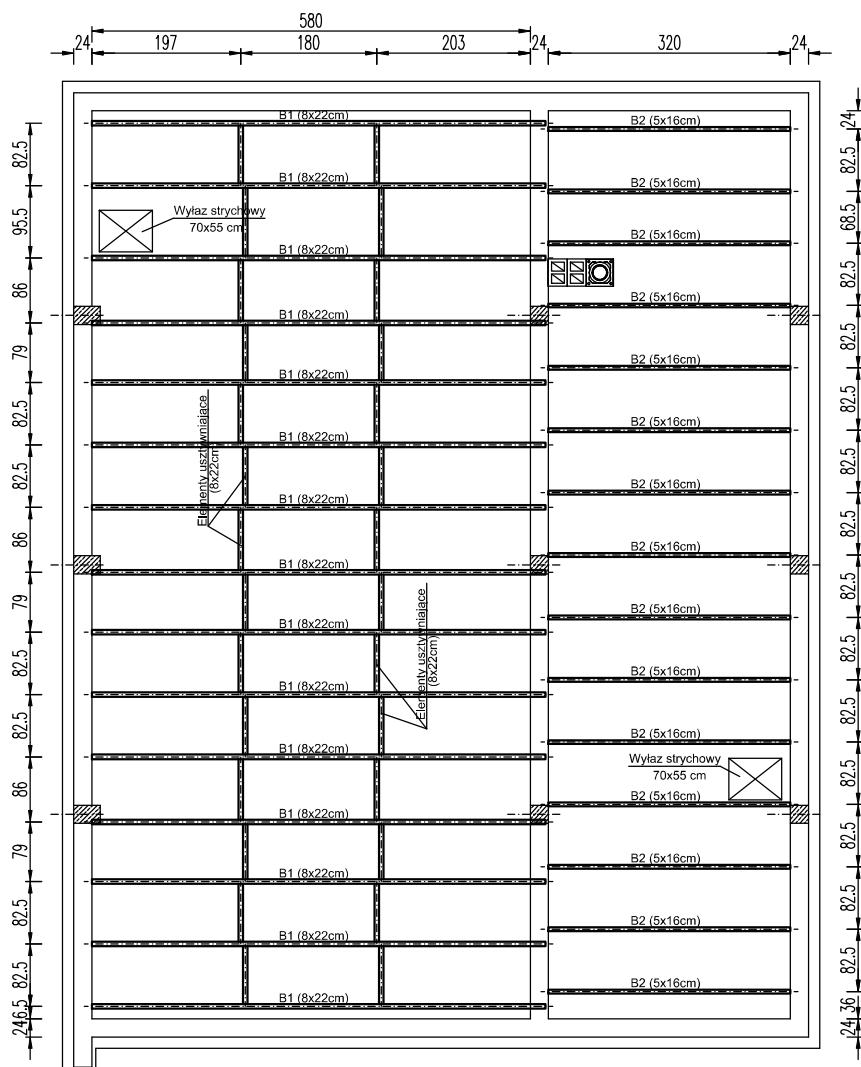 580
24 197 180 203 24 320 24
B1 (8x22cm)
24
B2 (5x16cm)
82.5
82.5
B1 (8x22cm)
B2 (5x16cm)
Wyłaz strychowy
70x55 cm
95.5
68.5
B2 (5x16cm)
B1 (8x22cm)
86
82.5
B2 (5x16cm)
B1 (8x22cm)
79
82.5
B2 (5x16cm)
B1 (8x22cm)
82.5
82.5
B2 (5x16cm)
B1 (8x22cm)
Elementy usztywniajace
(8x22cm)
82.5
82.5
B2 (5x16cm)
B1 (8x22cm)
86
82.5
B2 (5x16cm)
B1 (8x22cm)
79
82.5
B2 (5x16cm)
B1 (8x22cm)
Elementy usztywniajace
(8x22cm)
82.5
82.5
B2 (5x16cm)
B1 (8x22cm)
82.5
82.5
B2 (5x16cm)
B1 (8x22cm)
Wyłaz strychowy
70x55 cm
86
82.5
B2 (5x16cm)
B1 (8x22cm)
79
82.5
B2 (5x16cm)
B1 (8x22cm)
82.5
82.5
B2 (5x16cm)
B1 (8x22cm)
82.5
82.5
B2 (5x16cm)
B1 (8x22cm)
6.5
36
24
24